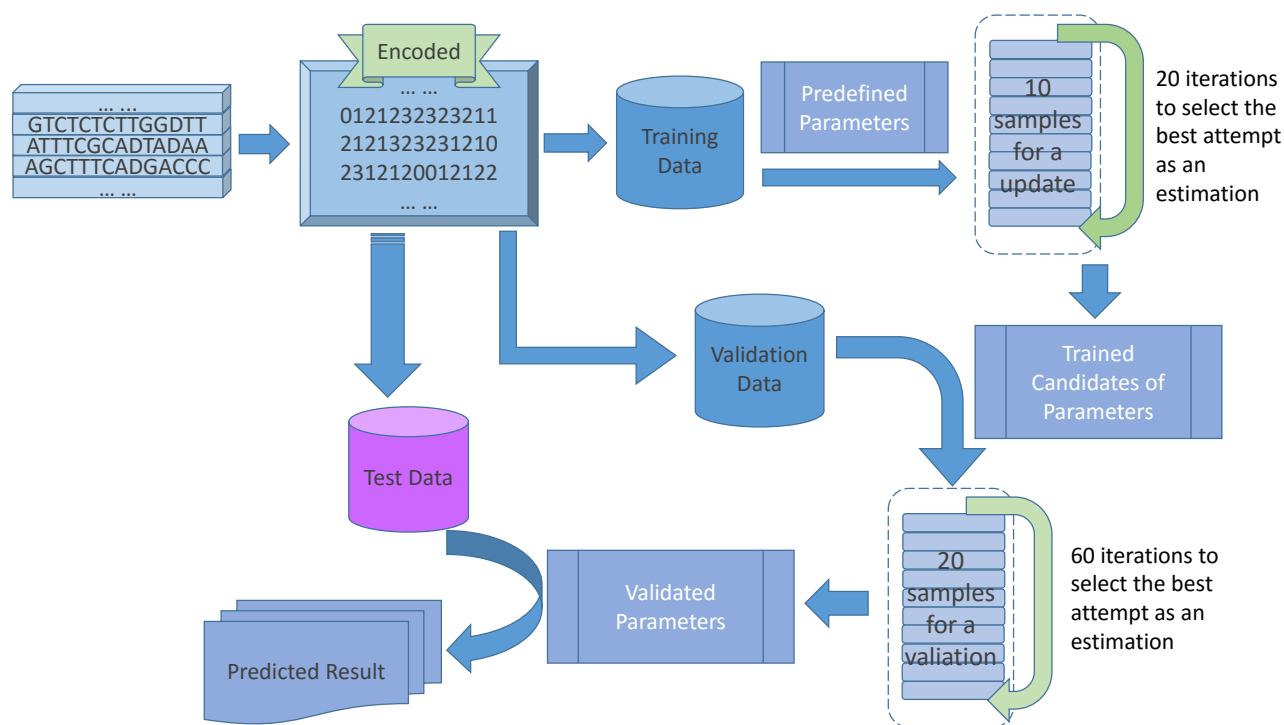 ... ...
GTCTCTCTTGGDTT
ATTTCGCADTADAA
AGCTTTCADGACCC
... ...
Encoded
... ...
0121232323211
2121323231210
2312120012122
... ...
Training
Data
Predefined
Parameters
10
samples
for a
update
20 iterations
to select the
best attempt
as an
estimation
Validation
Data
Trained
Candidates of
Parameters
Test Data
20
samples
for a
valiation
60 iterations to
select the best
attempt as an
estimation
Validated
Parameters
Predicted Result